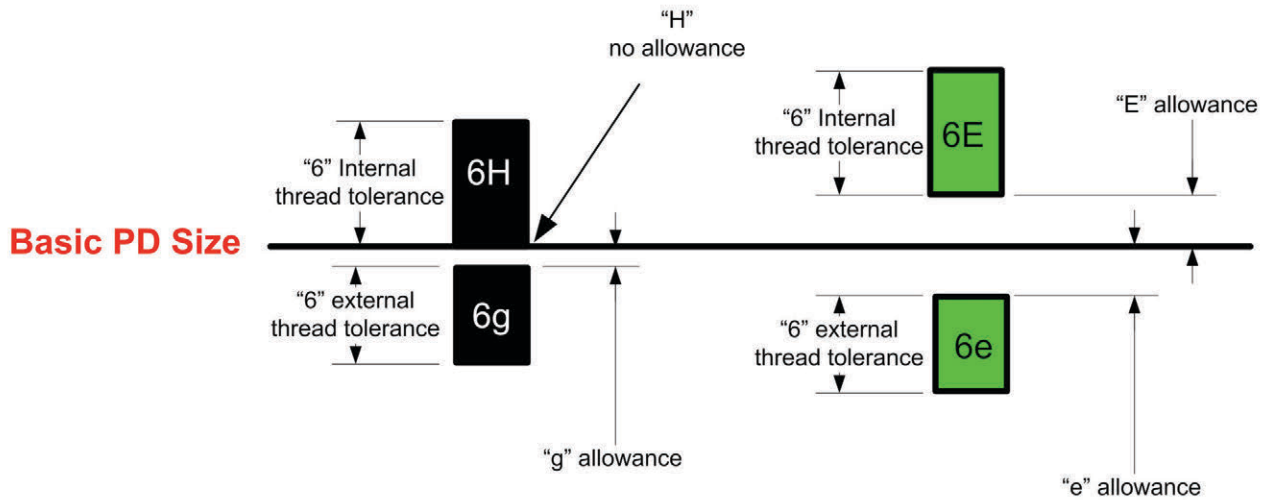 “H”
no allowance
“6” Internal
thread tolerance
6H
“6” Internal
thread tolerance
6E
“E” allowance
Basic PD Size
“6” external
thread tolerance
6g
“6” external
thread tolerance
6e
“g” allowance
“e” allowance